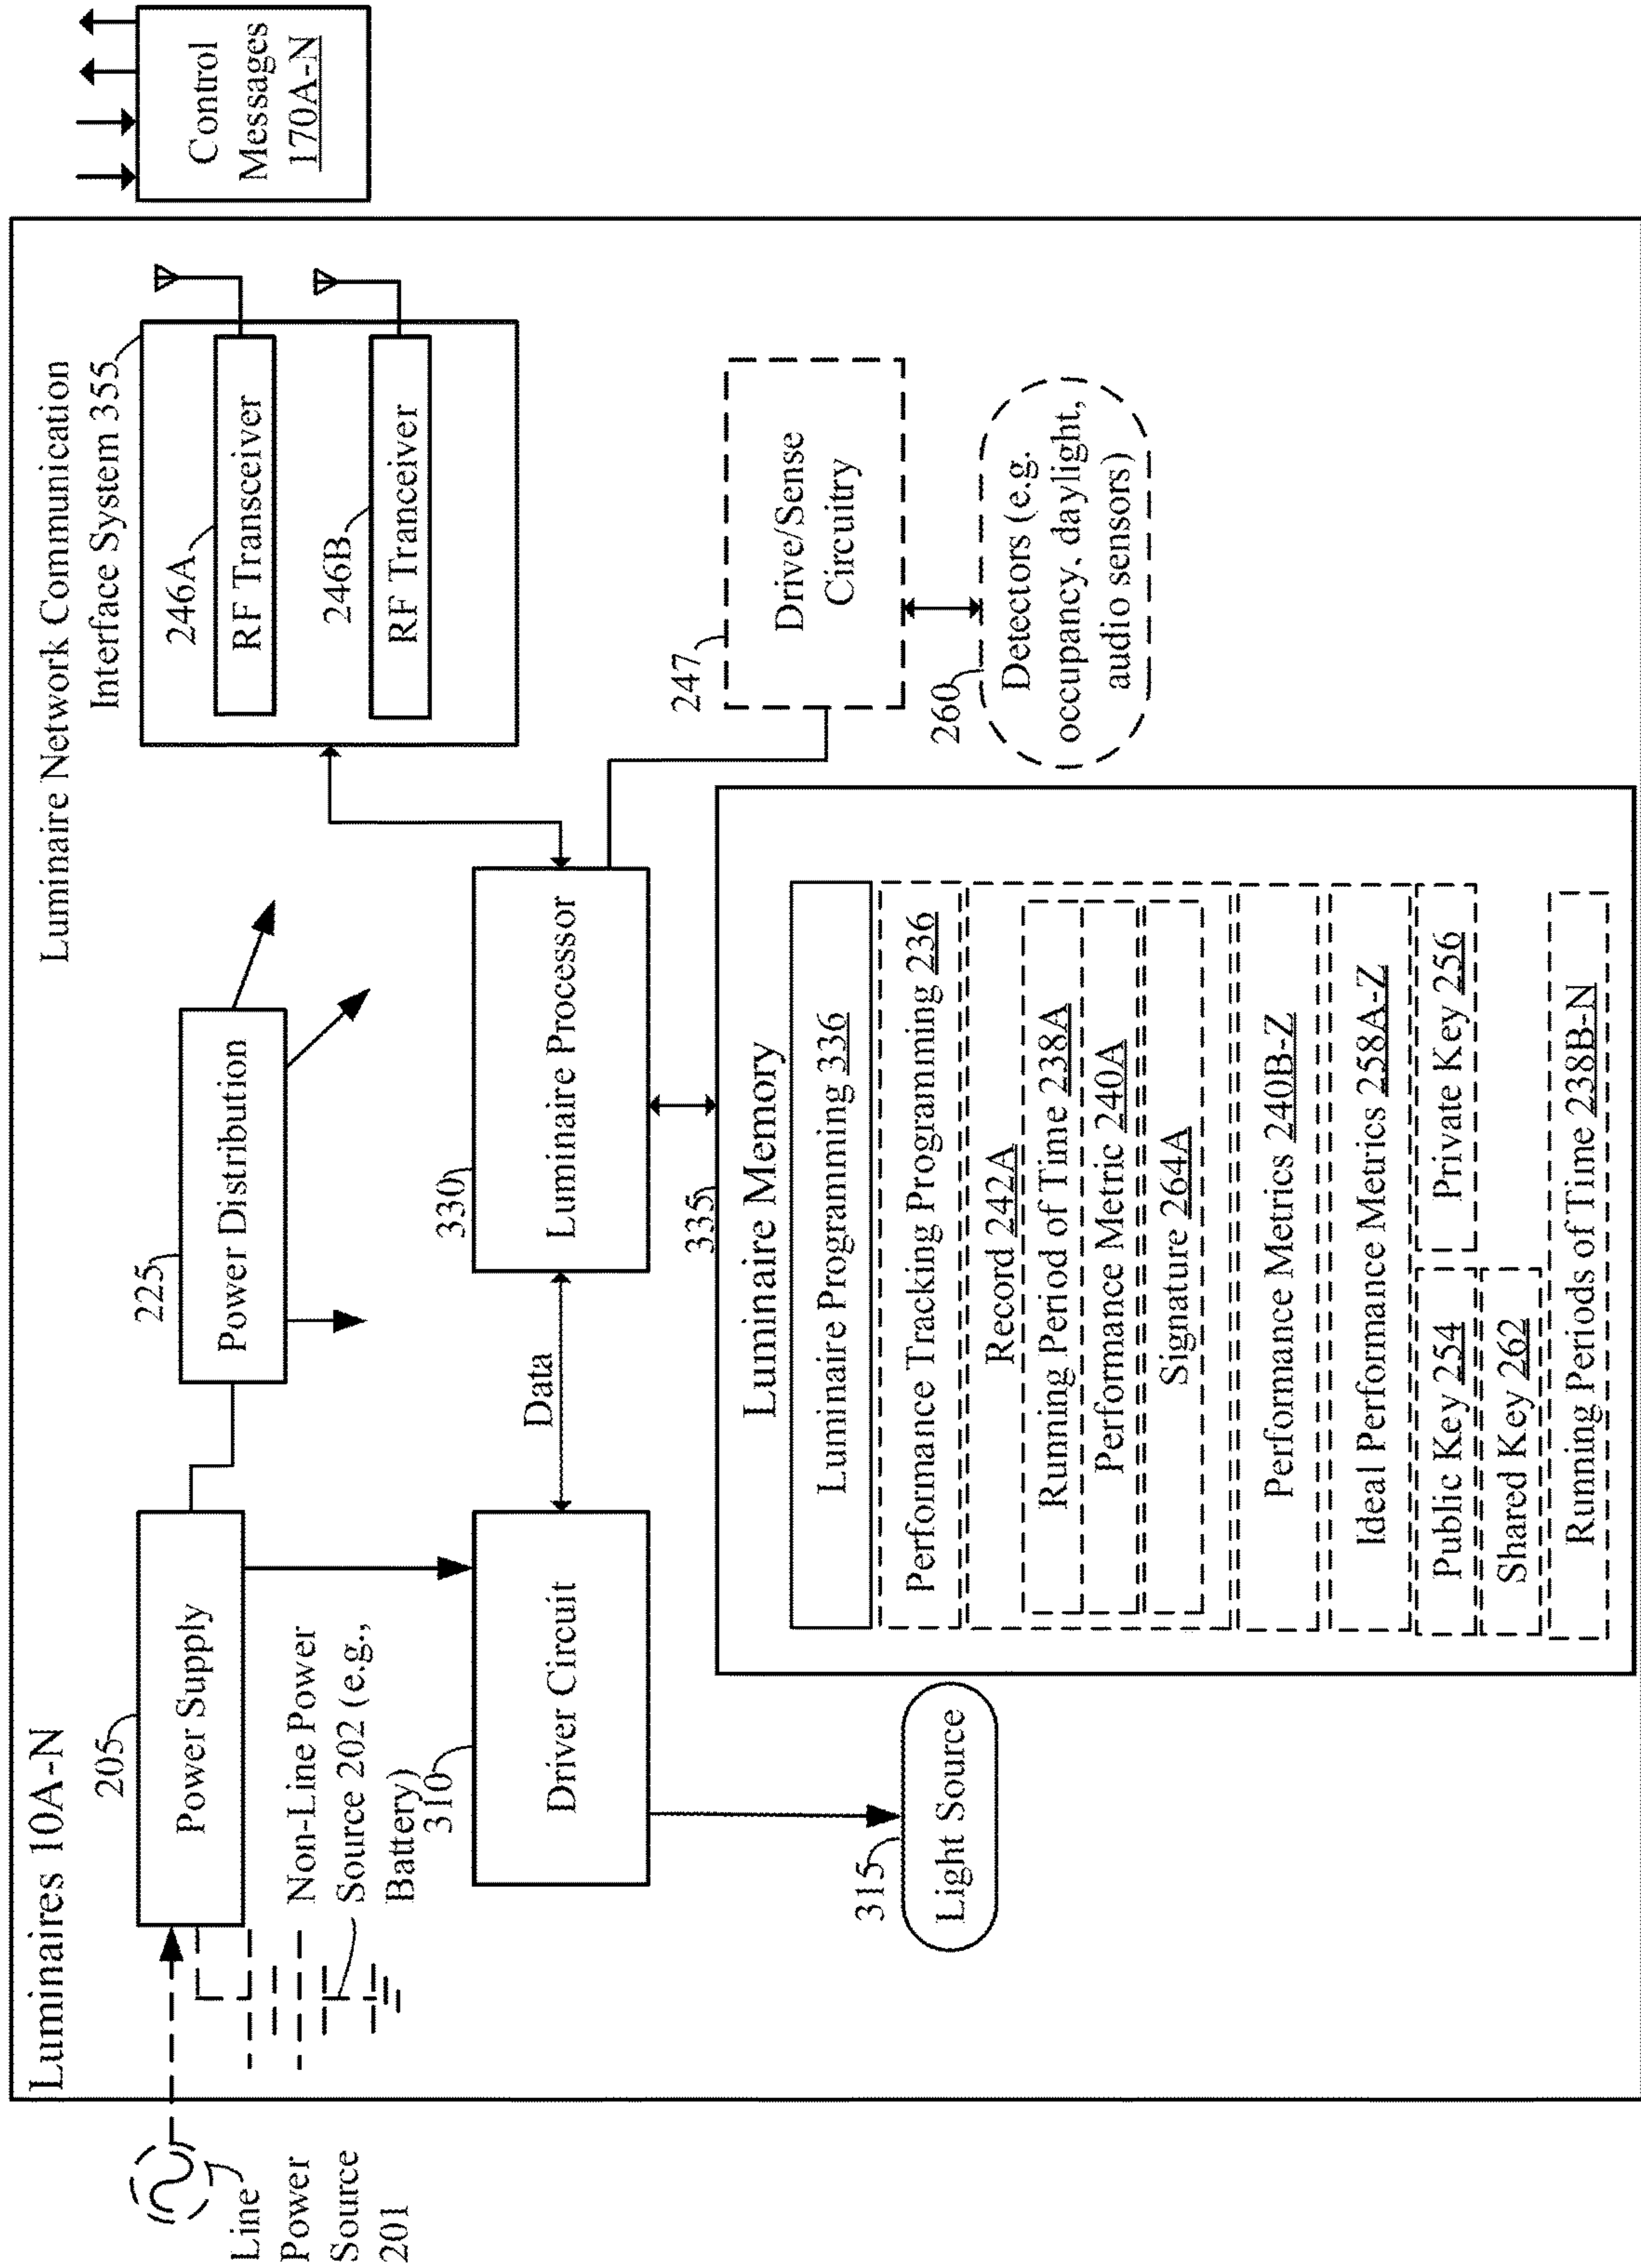 Luminaires 10A-N
Line
Power
Source
201
205
Power Supply
Non-Line Power
Source 202 (e.g.,
Battery)
225
Power Distribution
310
Driver Circuit
Data
330
Luminaire Processor
315
Light Source
Luminaire Network Communication
Interface System 355
246A
RF Transceiver
246B
RF Tranceiver
Control
Messages
170A-N
247
Drive/Sense
Circuitry
260
Detectors (e.g.
occupancy, daylight,
audio sensors)
335
Luminaire Memory
Luminaire Programming 336
Performance Tracking Programming 236
Record 242A
Running Period of Time 238A
Performance Metric 240A
Signature 264A
Performance Metrics 240B-Z
Ideal Performance Metrics 258A-Z
Public Key 254
Private Key 256
Shared Key 262
Running Periods of Time 238B-N